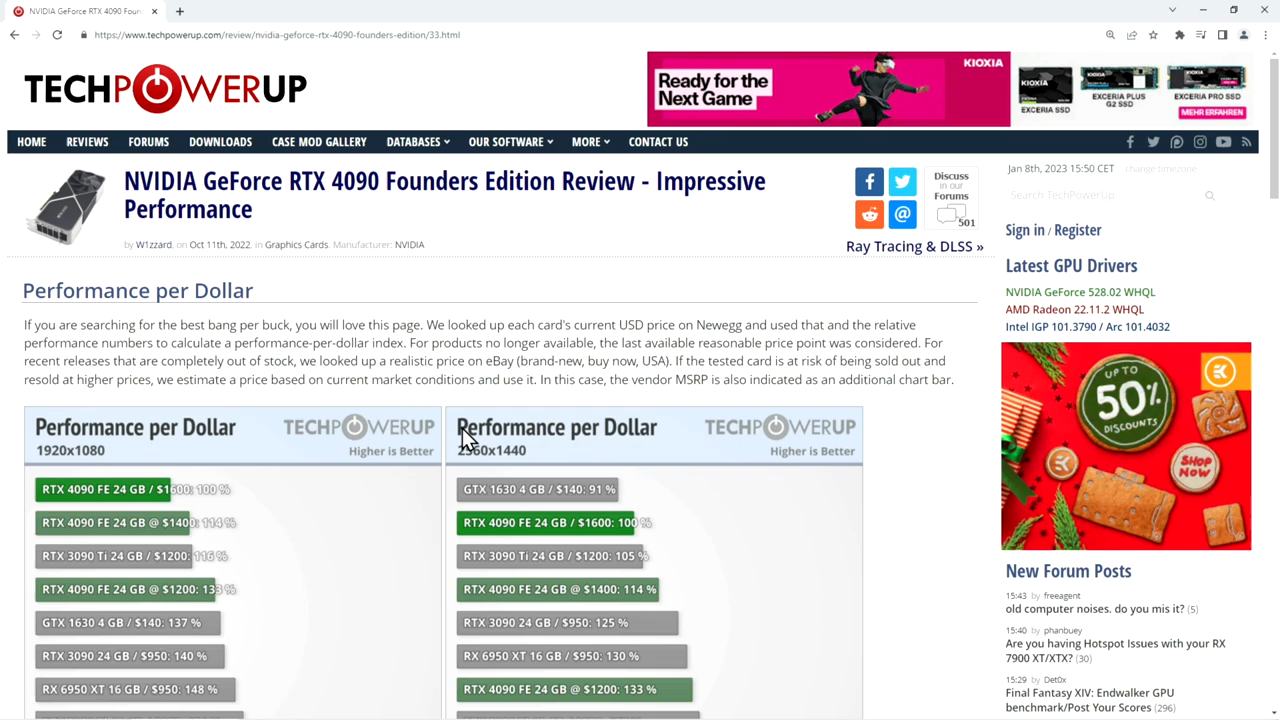 NVIDIA GeForce RTX 4090 Foun
https://www.techpowerup.com/review/nvidia-geforce-rtx-4090-founders-edition/33.html
TECHPOWERUP
Ready for the
Next Game
KIOXIA
EXCERIA SSD
EXCERIA PLUS
G2 SSD
EXCERIA PRO SSD
MEHR ERFAHREN
HOME REVIEWS FORUMS DOWNLOADS CASE MOD GALLERY DATABASES OUR SOFTWARE MORE CONTACT US
NVIDIA GeForce RTX 4090 Founders Edition Review - Impressive
Performance
by W1zzard, on Oct 11th, 2022, in Graphics Cards. Manufacturer: NVIDIA
Discuss
in our
Forums
501
Ray Tracing & DLSS »
Jan 8th, 2023 15:50 CET change timezone
Search TechPowerUp
Sign in / Register
Latest GPU Drivers
NVIDIA GeForce 528.02 WHQL
AMD Radeon 22.11.2 WHQL
Intel IGP 101.3790 / Arc 101.4032
Performance per Dollar
If you are searching for the best bang per buck, you will love this page. We looked up each card's current USD price on Newegg and used that and the relative
performance numbers to calculate a performance-per-dollar index. For products no longer available, the last available reasonable price point was considered. For
recent releases that are completely out of stock, we looked up a realistic price on eBay (brand-new, buy now, USA). If the tested card is at risk of being sold out and
resold at higher prices, we estimate a price based on current market conditions and use it. In this case, the vendor MSRP is also indicated as an additional chart bar.
Performance per Dollar
1920x1080
TECHPOWERUP
Higher is Better
RTX 4090 FE 24 GB / $1600: 100 %
RTX 4090 FE 24 GB @ $1400: 114 %
RTX 3090 Ti 24 GB / $1200: 116 %
RTX 4090 FE 24 GB @ $1200: 133 %
GTX 1630 4 GB / $140: 137 %
RTX 3090 24 GB / $950: 140 %
RX 6950 XT 16 GB / $950: 148 %
Performance per Dollar
2560x1440
TECHPOWERUP
Higher is Better
GTX 1630 4 GB / $140: 91 %
RTX 4090 FE 24 GB / $1600: 100 %
RTX 3090 Ti 24 GB / $1200: 105 %
RTX 4090 FE 24 GB @ $1400: 114 %
RTX 3090 24 GB / $950: 125 %
RX 6950 XT 16 GB / $950: 130 %
RTX 4090 FE 24 GB @ $1200: 133 %
UP TO
50%
DISCOUNTS
SHOP
NOW
New Forum Posts
15:43 by freeagent
old computer noises. do you mis it? (5)
15:40 by phanbuey
Are you having Hotspot Issues with your RX
7900 XT/XTX? (30)
15:29 by Det0x
Final Fantasy XIV: Endwalker GPU
benchmark/Post Your Scores (296)